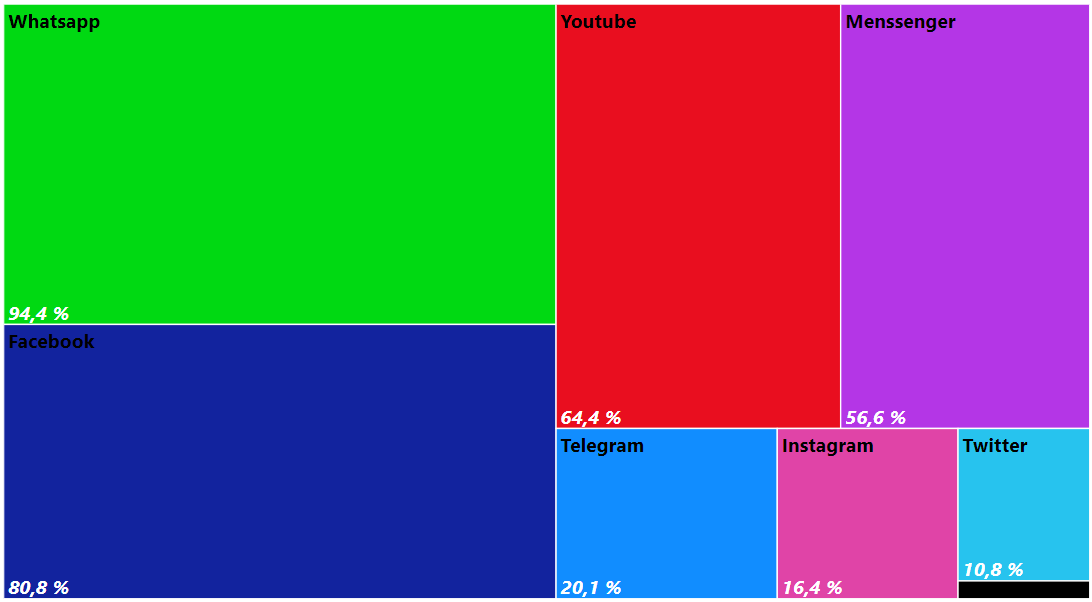 Whatsapp
94,4 %
Facebook
80,8 %
Youtube
64,4 %
Menssenger
56,6 %
Telegram
20,1 %
Instagram
16,4 %
Twitter
10,8 %